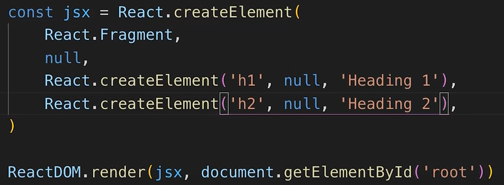 const jsx = React.createElement(
    React.Fragment,
    null,
    React.createElement('h1', null, 'Heading 1'),
    React.createElement('h2', null, 'Heading 2'),
)

ReactDOM.render(jsx, document.getElementById('root'))